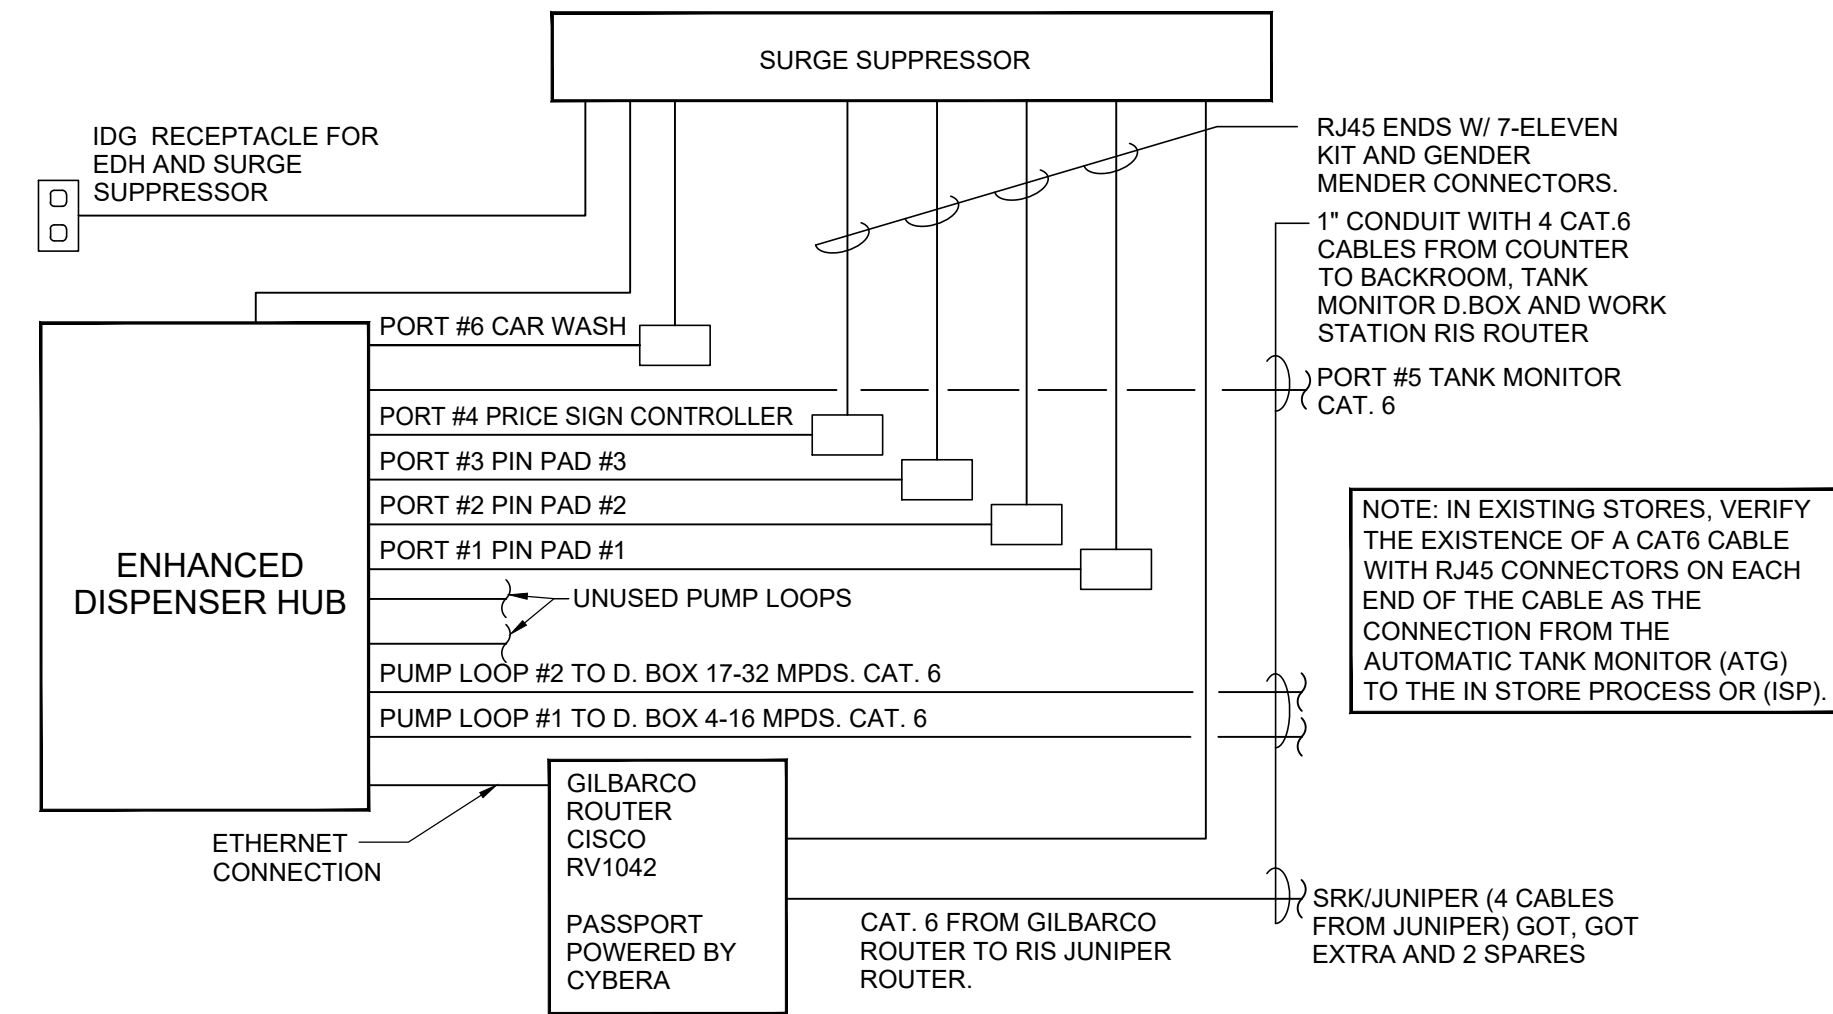 SURGE SUPPRESSOR
IDG RECEPTACLE FOR
EDH AND SURGE
SUPPRESSOR
RJ45 ENDS W/ 7-ELEVEN
KIT AND GENDER
MENDER CONNECTORS.
1" CONDUIT WITH 4 CAT.6
CABLES FROM COUNTER
TO BACKROOM, TANK
MONITOR D.BOX AND WORK
STATION RIS ROUTER
PORT #6 CAR WASH
PORT #5 TANK MONITOR
CAT. 6
PORT #4 PRICE SIGN CONTROLLER
PORT #3 PIN PAD #3
PORT #2 PIN PAD #2
PORT #1 PIN PAD #1
ENHANCED
DISPENSER HUB
UNUSED PUMP LOOPS
NOTE: IN EXISTING STORES, VERIFY
THE EXISTENCE OF A CAT6 CABLE
WITH RJ45 CONNECTORS ON EACH
END OF THE CABLE AS THE
CONNECTION FROM THE
AUTOMATIC TANK MONITOR (ATG)
TO THE IN STORE PROCESS OR (ISP).
PUMP LOOP #2 TO D. BOX 17-32 MPDS. CAT. 6
PUMP LOOP #1 TO D. BOX 4-16 MPDS. CAT. 6
GILBARCO
ROUTER
CISCO
RV1042
PASSPORT
POWERED BY
CYBERA
ETHERNET
CONNECTION
CAT. 6 FROM GILBARCO
ROUTER TO RIS JUNIPER
ROUTER.
SRK/JUNIPER (4 CABLES
FROM JUNIPER) GOT, GOT
EXTRA AND 2 SPARES